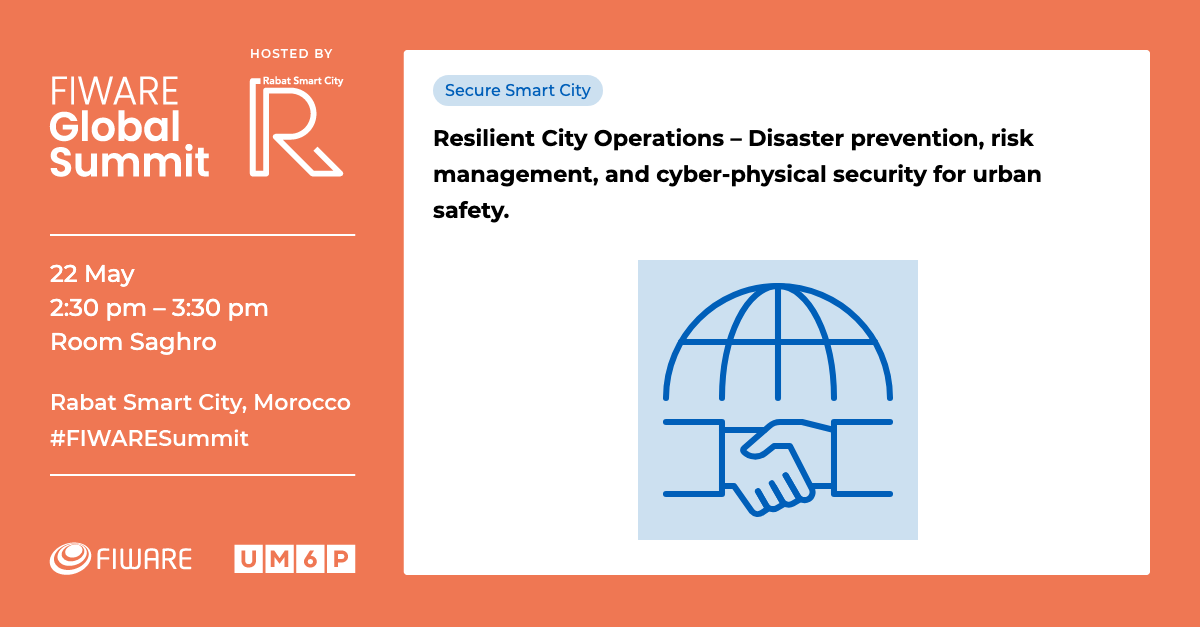 FIWARE
Global
Summit
HOSTED BY
Rabat Smart City
R
22 May
2:30 pm – 3:30 pm
Room Saghro
Rabat Smart City, Morocco
#FIWARESummit
FIWARE
UM6P
Secure Smart City
Resilient City Operations – Disaster prevention, risk
management, and cyber-physical security for urban
safety.